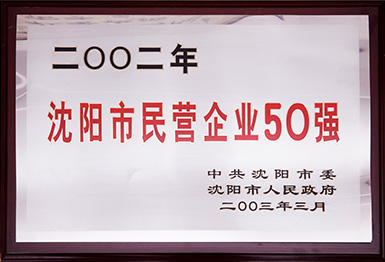 二〇〇二年
沈阳市民营企业50强
中共沈阳市委
沈阳市人民政府
二〇〇三年三月